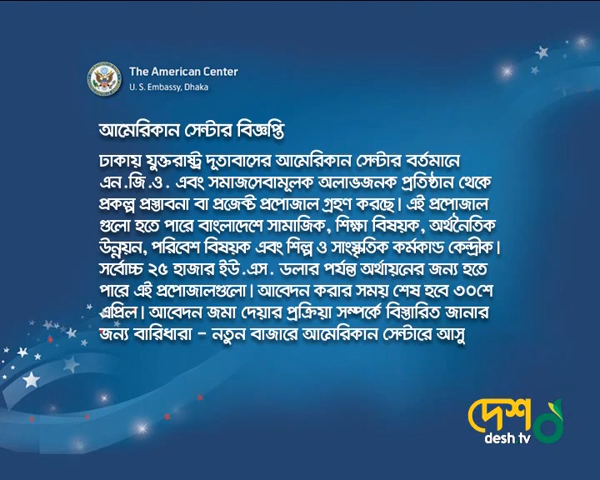 The American Center
U. S. Embassy, Dhaka
আমেরিকান সেন্টার বিজ্ঞপ্তি
ঢাকায় যুক্তরাষ্ট্র দূতাবাসের আমেরিকান সেন্টার বর্তমানে
এন.জি.ও. এবং সমাজসেবামূলক অলাভজনক প্রতিষ্ঠান থেকে
প্রকল্প প্রস্তাবনা বা প্রজেক্ট প্রপোজাল গ্রহণ করছে। এই প্রপোজাল
গুলো হতে পারে বাংলাদেশে সামাজিক, শিক্ষা বিষয়ক, অর্থনৈতিক
উন্নয়ন, পরিবেশ বিষয়ক এবং শিল্প ও সাংস্কৃতিক কর্মকান্ড কেন্দ্রীক।
সর্বোচ্চ ২৫ হাজার ইউ.এস. ডলার পর্যন্ত অর্থায়নের জন্য হতে
পারে এই প্রপোজালগুলো। আবেদন করার সময় শেষ হবে ৩০শে
এপ্রিল। আবেদন জমা দেয়ার প্রক্রিয়া সম্পর্কে বিস্তারিত জানার
জন্য বারিধারা - নতুন বাজারে আমেরিকান সেন্টারে আসু
দেশ
desh tv